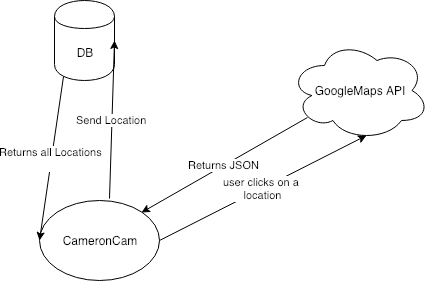 DB
GoogleMaps API
Send Location
Returns all Locations
Returns JSON
user clicks on a
location
CameronCam